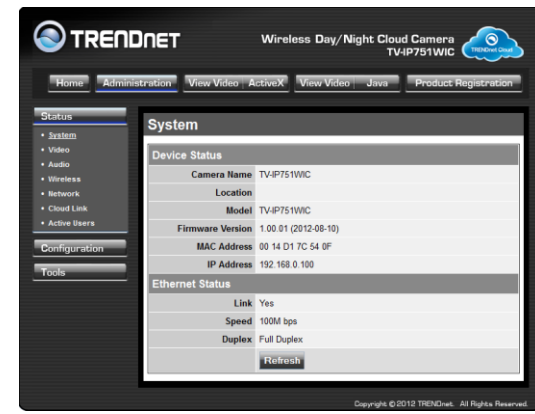 TRENDNET
Wireless Day/Night Cloud Camera
TV-IP751WIC
TRENDnet Cloud
Home Administration View Video | ActiveX View Video | Java Product Registration
Status
• System
• Video
• Audio
• Wireless
• Network
• Cloud Link
• Active Users
Configuration
Tools
System
Device Status
Camera Name TV-IP751WIC
Location
Model TV-IP751WIC
Firmware Version 1.00.01 (2012-08-10)
MAC Address 00 14 D1 7C 54 0F
IP Address 192.168.0.100
Ethernet Status
Link Yes
Speed 100M bps
Duplex Full Duplex
Refresh
Copyright © 2012 TRENDnet. All Rights Reserved.